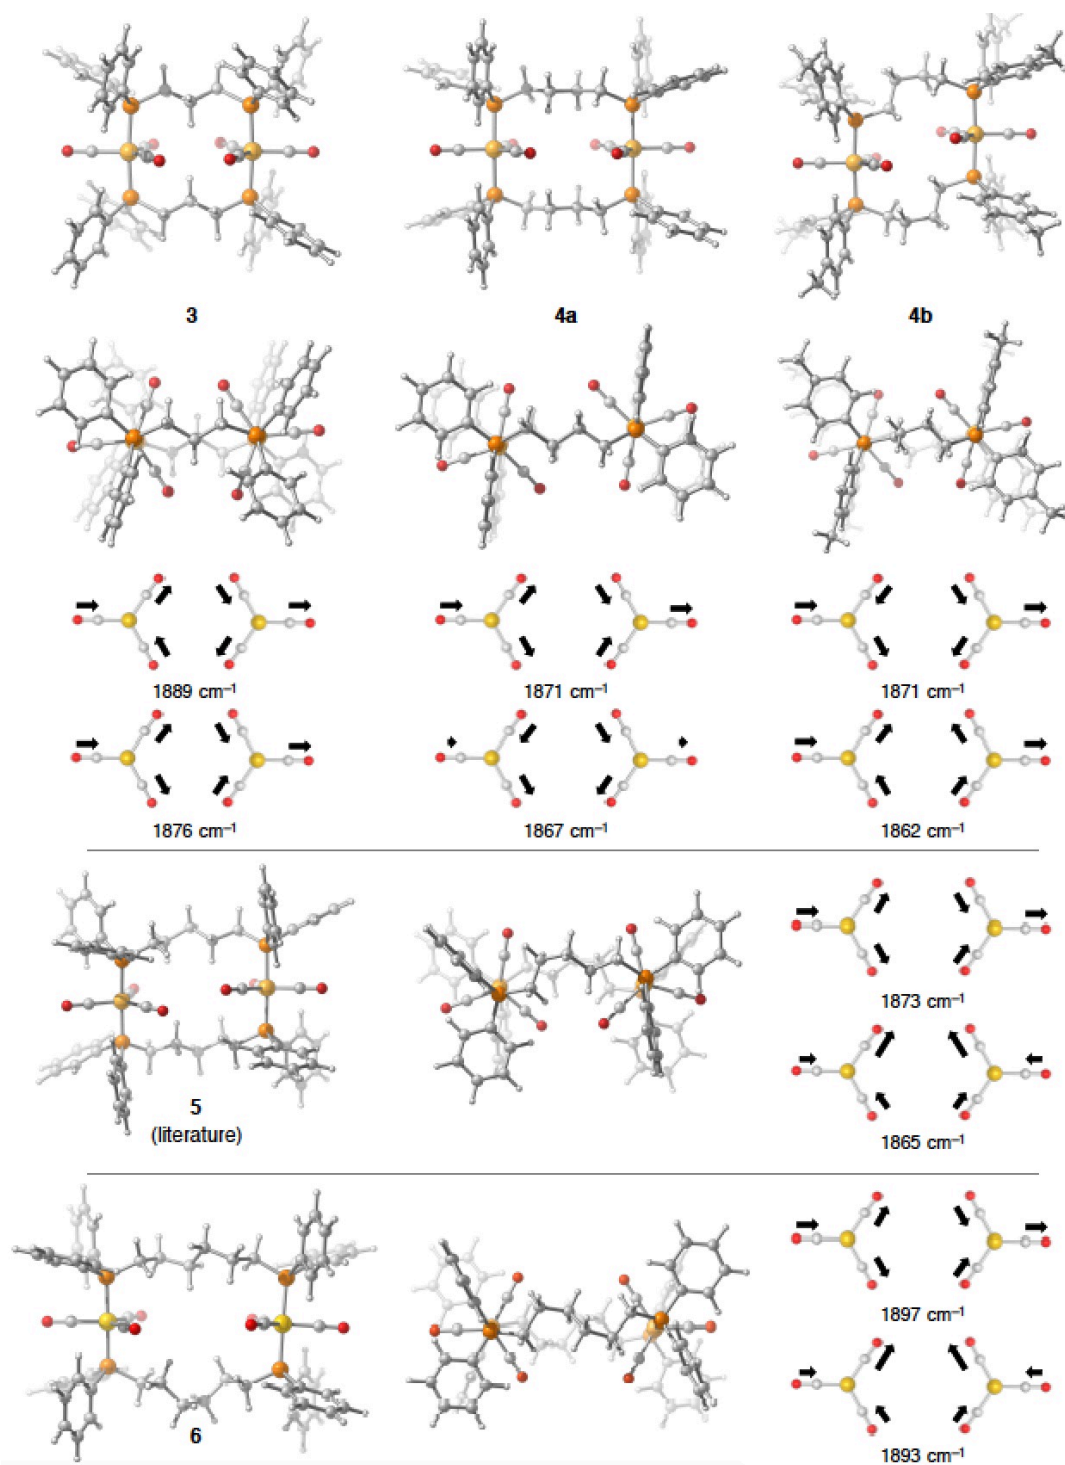 3 4a 4b
1889 cm⁻¹ 1871 cm⁻¹ 1871 cm⁻¹
1876 cm⁻¹ 1867 cm⁻¹ 1862 cm⁻¹
1873 cm⁻¹
5
(literature)
1865 cm⁻¹
1897 cm⁻¹
6
1893 cm⁻¹